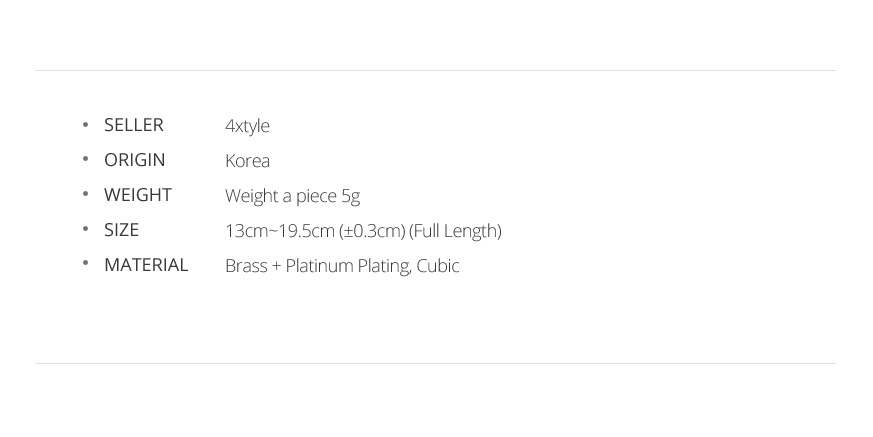 • SELLER 4xtyle
• ORIGIN Korea
• WEIGHT Weight a piece 5g
• SIZE 13cm~19.5cm (±0.3cm) (Full Length)
• MATERIAL Brass + Platinum Plating, Cubic